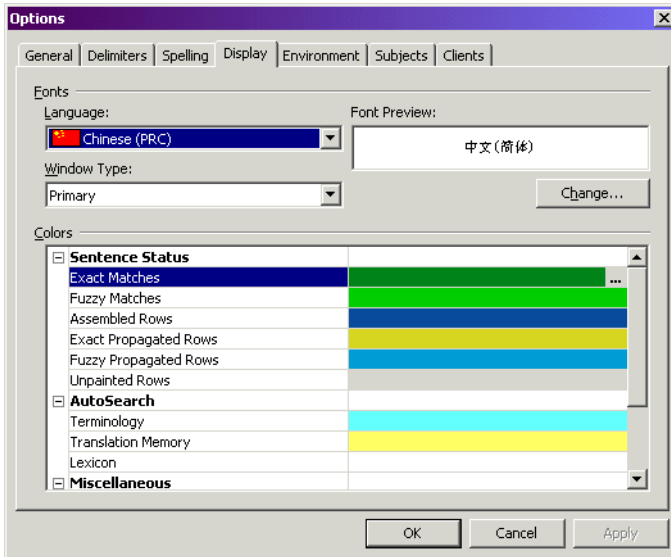 Options
General Delimiters Spelling Display Environment Subjects Clients
Fonts
Language:
Chinese (PRC)
Font Preview:
中文(简体)
Window Type:
Primary
Change...
Colors
Sentence Status
Exact Matches ...
Fuzzy Matches
Assembled Rows
Exact Propagated Rows
Fuzzy Propagated Rows
Unpainted Rows
AutoSearch
Terminology
Translation Memory
Lexicon
Miscellaneous
OK Cancel Apply